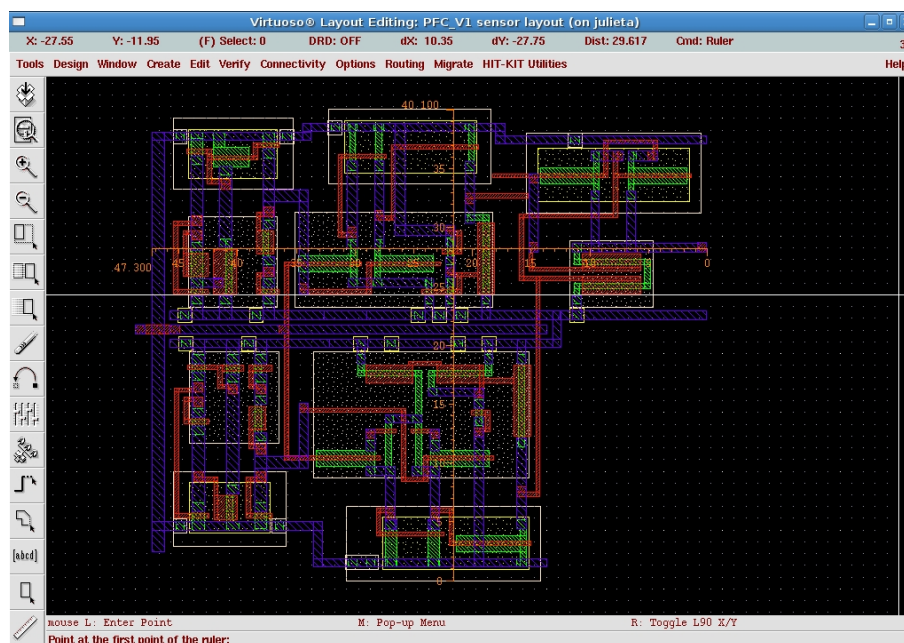 Virtuoso® Layout Editing: PFC_V1 sensor layout (on julieta)
X: -27.55 Y: -11.95 (F) Select: 0 DRD: OFF dX: 10.35 dY: -27.75 Dist: 29.617 Cmd: Ruler 3
Tools Design Window Create Edit Verify Connectivity Options Routing Migrate HIT-KIT Utilities Help
40.100
35
30
47.300 45 40 30 25 20 15 10 0
25
20
15
10
5
0
[abcd]
mouse L: Enter Point M: Pop-up Menu R: Toggle L90 X/Y
Point at the first point of the ruler: